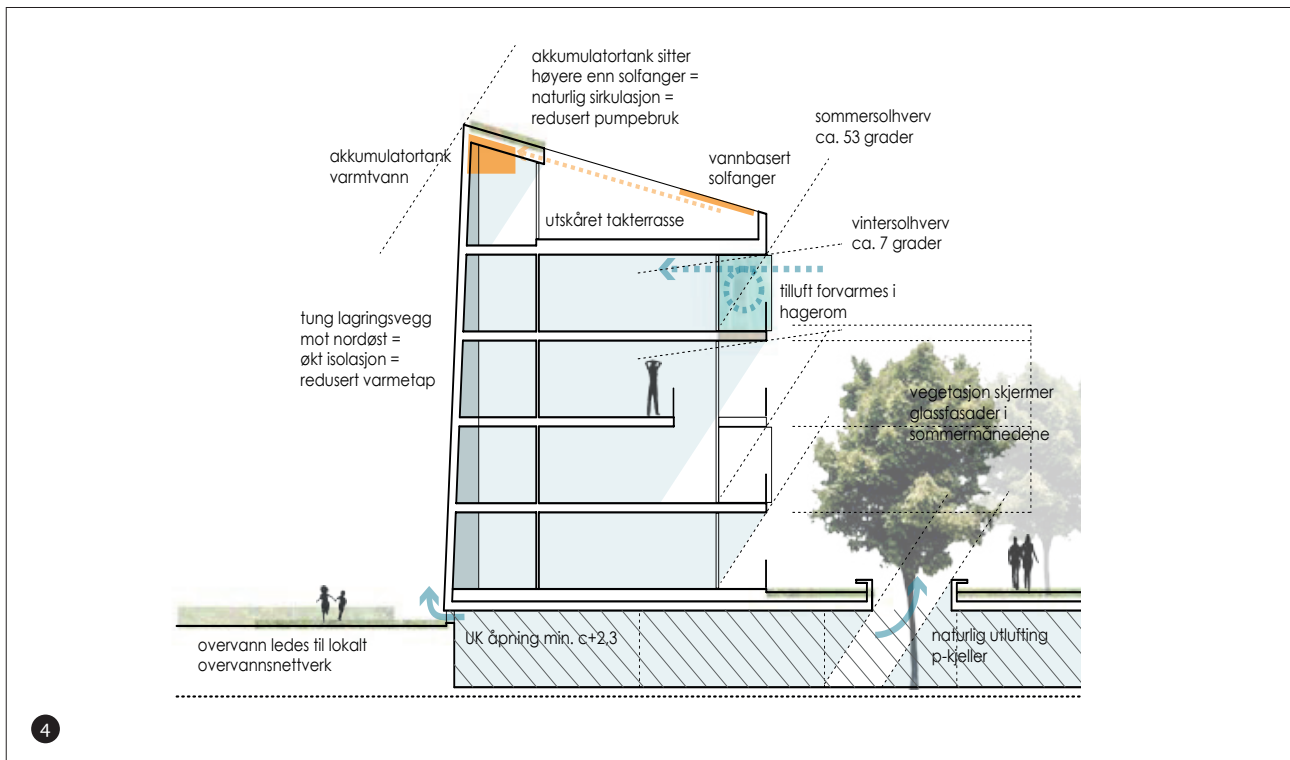 akkumulatortank sitter
høyere enn solfanger =
naturlig sirkulasjon =
redusert pumpebruk
sommersolhverv
ca. 53 grader
akkumulatortank
varmtvann
vannbasert
solfanger
utskåret takterrasse
vintersolhverv
ca. 7 grader
tilluft forvarmes i
hagerom
tung lagringsvegg
mot nordøst =
økt isolasjon =
redusert varmetap
vegetasjon skjermer
glassfasader i
sommermånedene
overvann ledes til lokalt
overvannsnettverk
UK åpning min. c+2,3
naturlig utlufting
p-kjeller
4